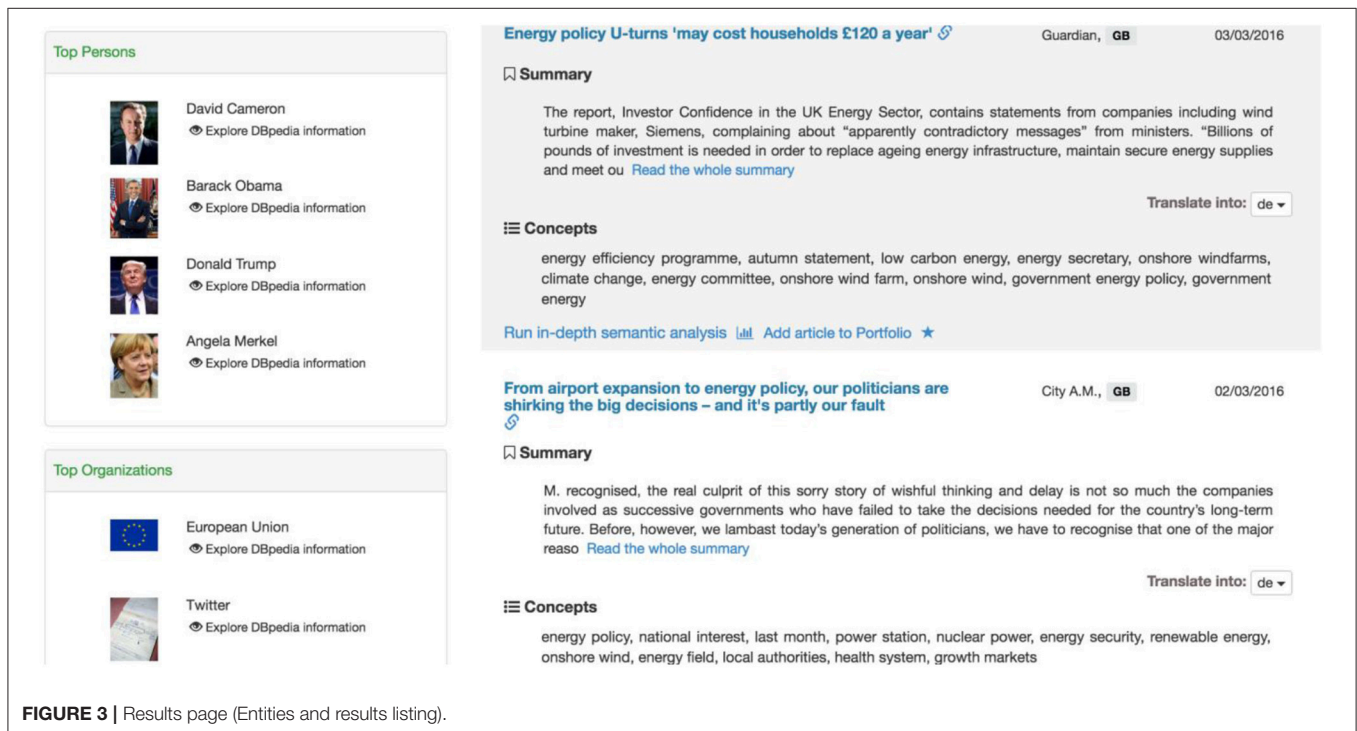 Top Persons
David Cameron
Explore DBpedia information
Barack Obama
Explore DBpedia information
Donald Trump
Explore DBpedia information
Angela Merkel
Explore DBpedia information
Top Organizations
European Union
Explore DBpedia information
Twitter
Explore DBpedia information
Energy policy U-turns 'may cost households £120 a year'
Guardian, GB
03/03/2016
Summary
The report, Investor Confidence in the UK Energy Sector, contains statements from companies including wind
turbine maker, Siemens, complaining about “apparently contradictory messages” from ministers. “Billions of
pounds of investment is needed in order to replace ageing energy infrastructure, maintain secure energy supplies
and meet ou Read the whole summary
Translate into: de
Concepts
energy efficiency programme, autumn statement, low carbon energy, energy secretary, onshore windfarms,
climate change, energy committee, onshore wind farm, onshore wind, government energy policy, government
energy
Run in-depth semantic analysis Add article to Portfolio
From airport expansion to energy policy, our politicians are
shirking the big decisions – and it's partly our fault
City A.M., GB
02/03/2016
Summary
M. recognised, the real culprit of this sorry story of wishful thinking and delay is not so much the companies
involved as successive governments who have failed to take the decisions needed for the country's long-term
future. Before, however, we lambast today's generation of politicians, we have to recognise that one of the major
reaso Read the whole summary
Translate into: de
Concepts
energy policy, national interest, last month, power station, nuclear power, energy security, renewable energy,
onshore wind, energy field, local authorities, health system, growth markets
FIGURE 3 | Results page (Entities and results listing).